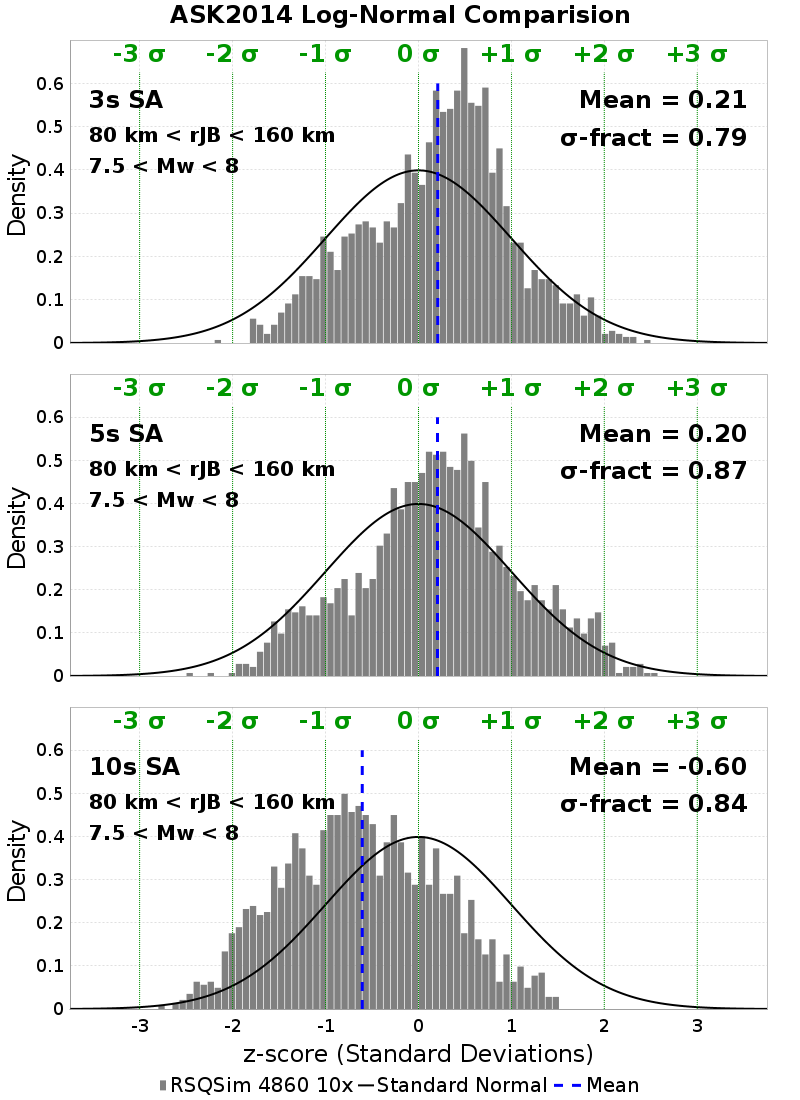 ASK2014 Log-Normal Comparision
-3 σ -2 σ -1 σ 0 σ +1 σ +2 σ +3 σ
3s SA
80 km < rJB < 160 km
7.5 < Mw < 8
Mean = 0.21
σ-fract = 0.79
0.6
0.5
0.4
0.3
0.2
0.1
0
Density
-3 σ -2 σ -1 σ 0 σ +1 σ +2 σ +3 σ
5s SA
80 km < rJB < 160 km
7.5 < Mw < 8
Mean = 0.20
σ-fract = 0.87
0.6
0.5
0.4
0.3
0.2
0.1
0
Density
-3 σ -2 σ -1 σ 0 σ +1 σ +2 σ +3 σ
10s SA
80 km < rJB < 160 km
7.5 < Mw < 8
Mean = -0.60
σ-fract = 0.84
0.6
0.5
0.4
0.3
0.2
0.1
0
Density
-3 -2 -1 0 1 2 3
z-score (Standard Deviations)
RSQSim 4860 10x Standard Normal Mean